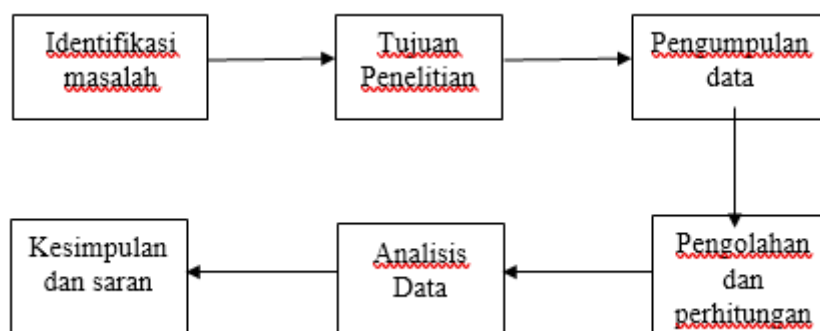 Identifikasi
masalah
Tujuan
Penelitian
Pengumpulan
data
Pengolahan
dan
perhitungan
Analisis
Data
Kesimpulan
dan saran